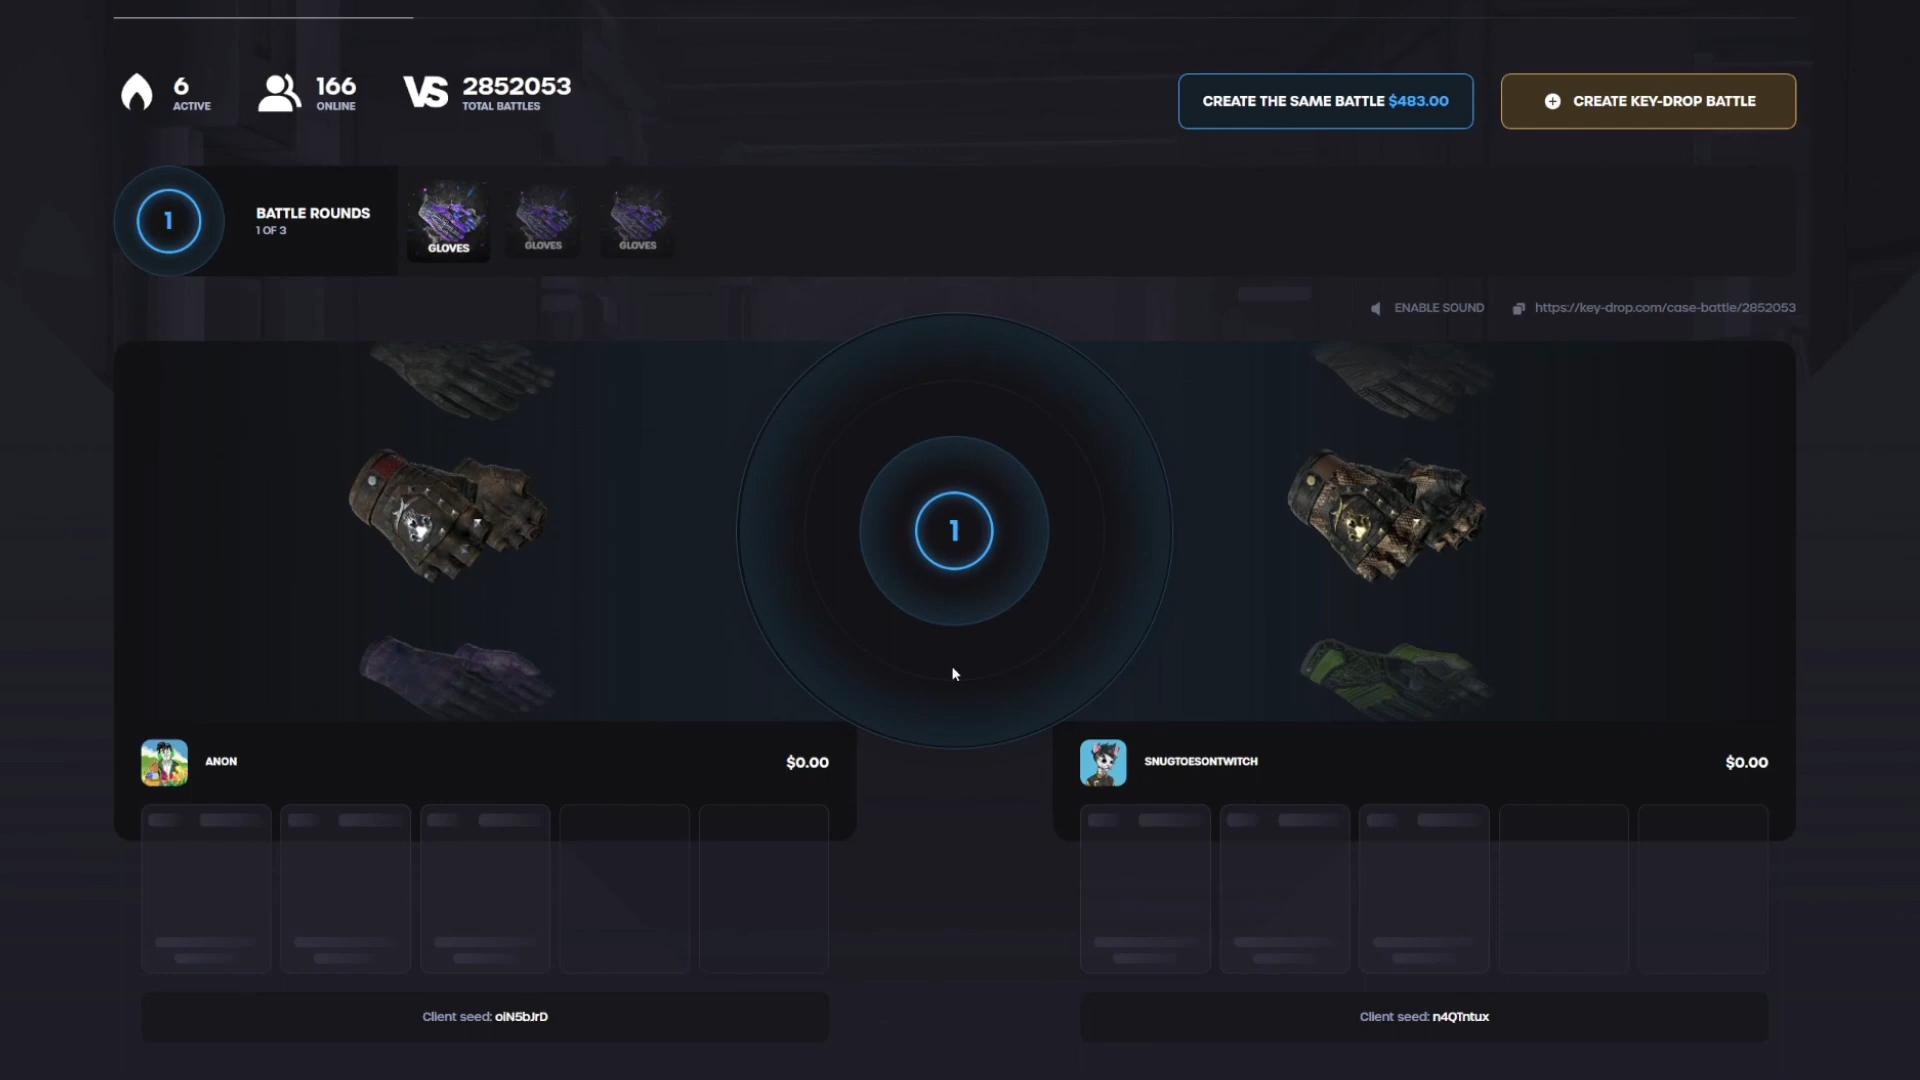 6
ACTIVE
166
ONLINE
VS
2852053
TOTAL BATTLES
CREATE THE SAME BATTLE $483.00
CREATE KEY-DROP BATTLE
1
BATTLE ROUNDS
1 OF 3
GLOVES
GLOVES
GLOVES
ENABLE SOUND
https://key-drop.com/case-battle/2852053
1
ANON
$0.00
SNUGTOESONTWITCH
$0.00
Client seed: oiN5bJrD
Client seed: n4QTntux